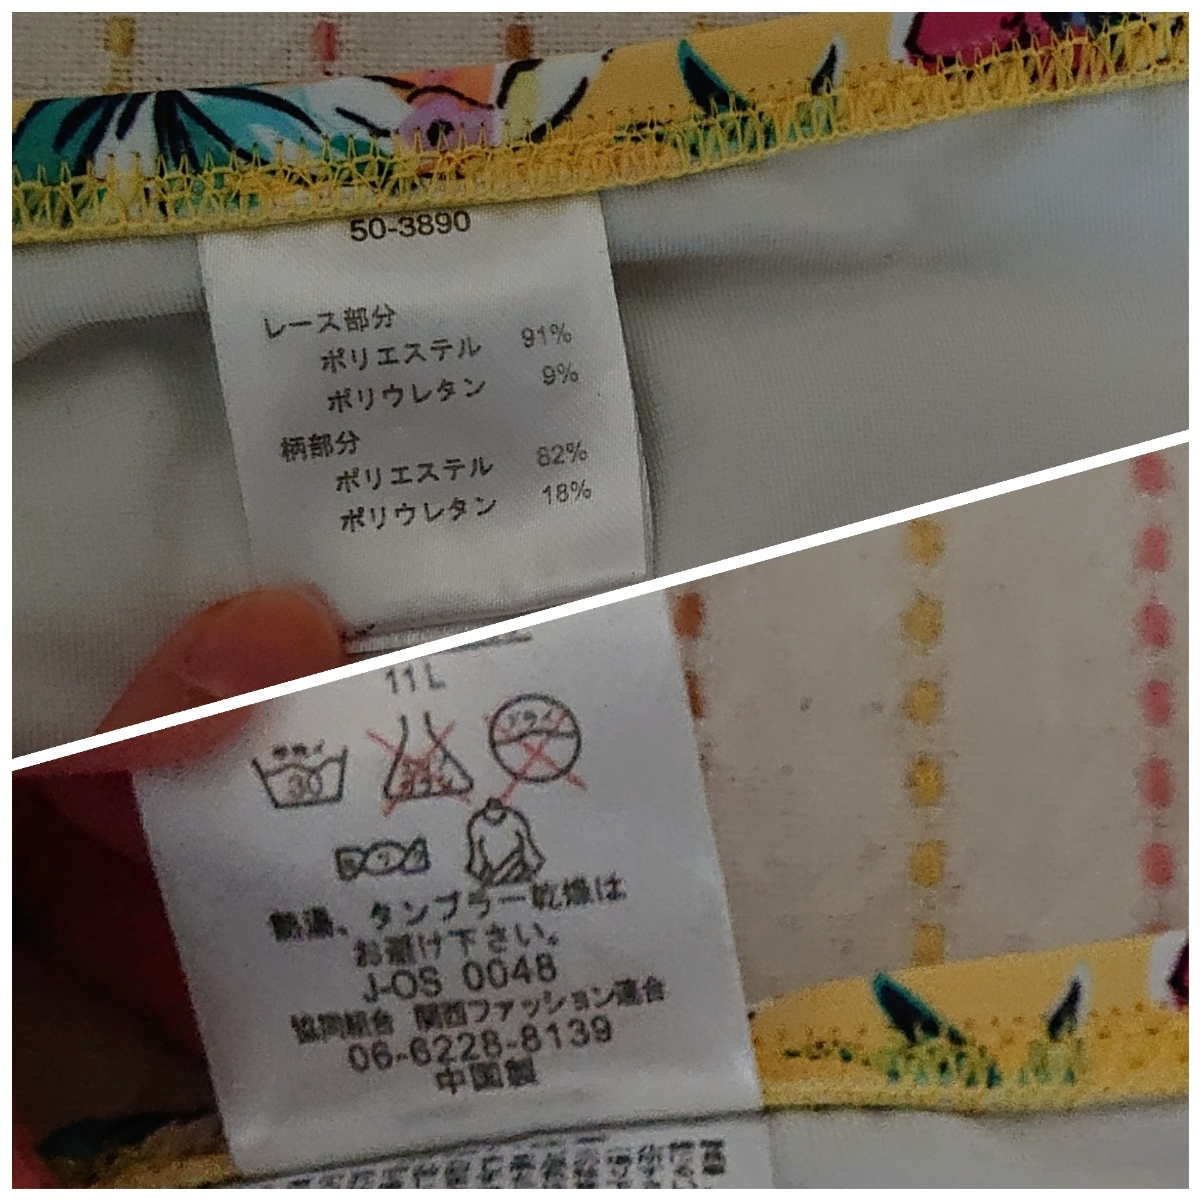 50-3890
レース部分
ポリエステル 91%
ポリウレタン 9%
柄部分
ポリエステル 82%
ポリウレタン 18%
11L
30
ドライ
熱湯、タンブラー乾燥は
お避け下さい。
J-OS 0048
協同組合 関西ファッション連合
06-6228-8139
中国製